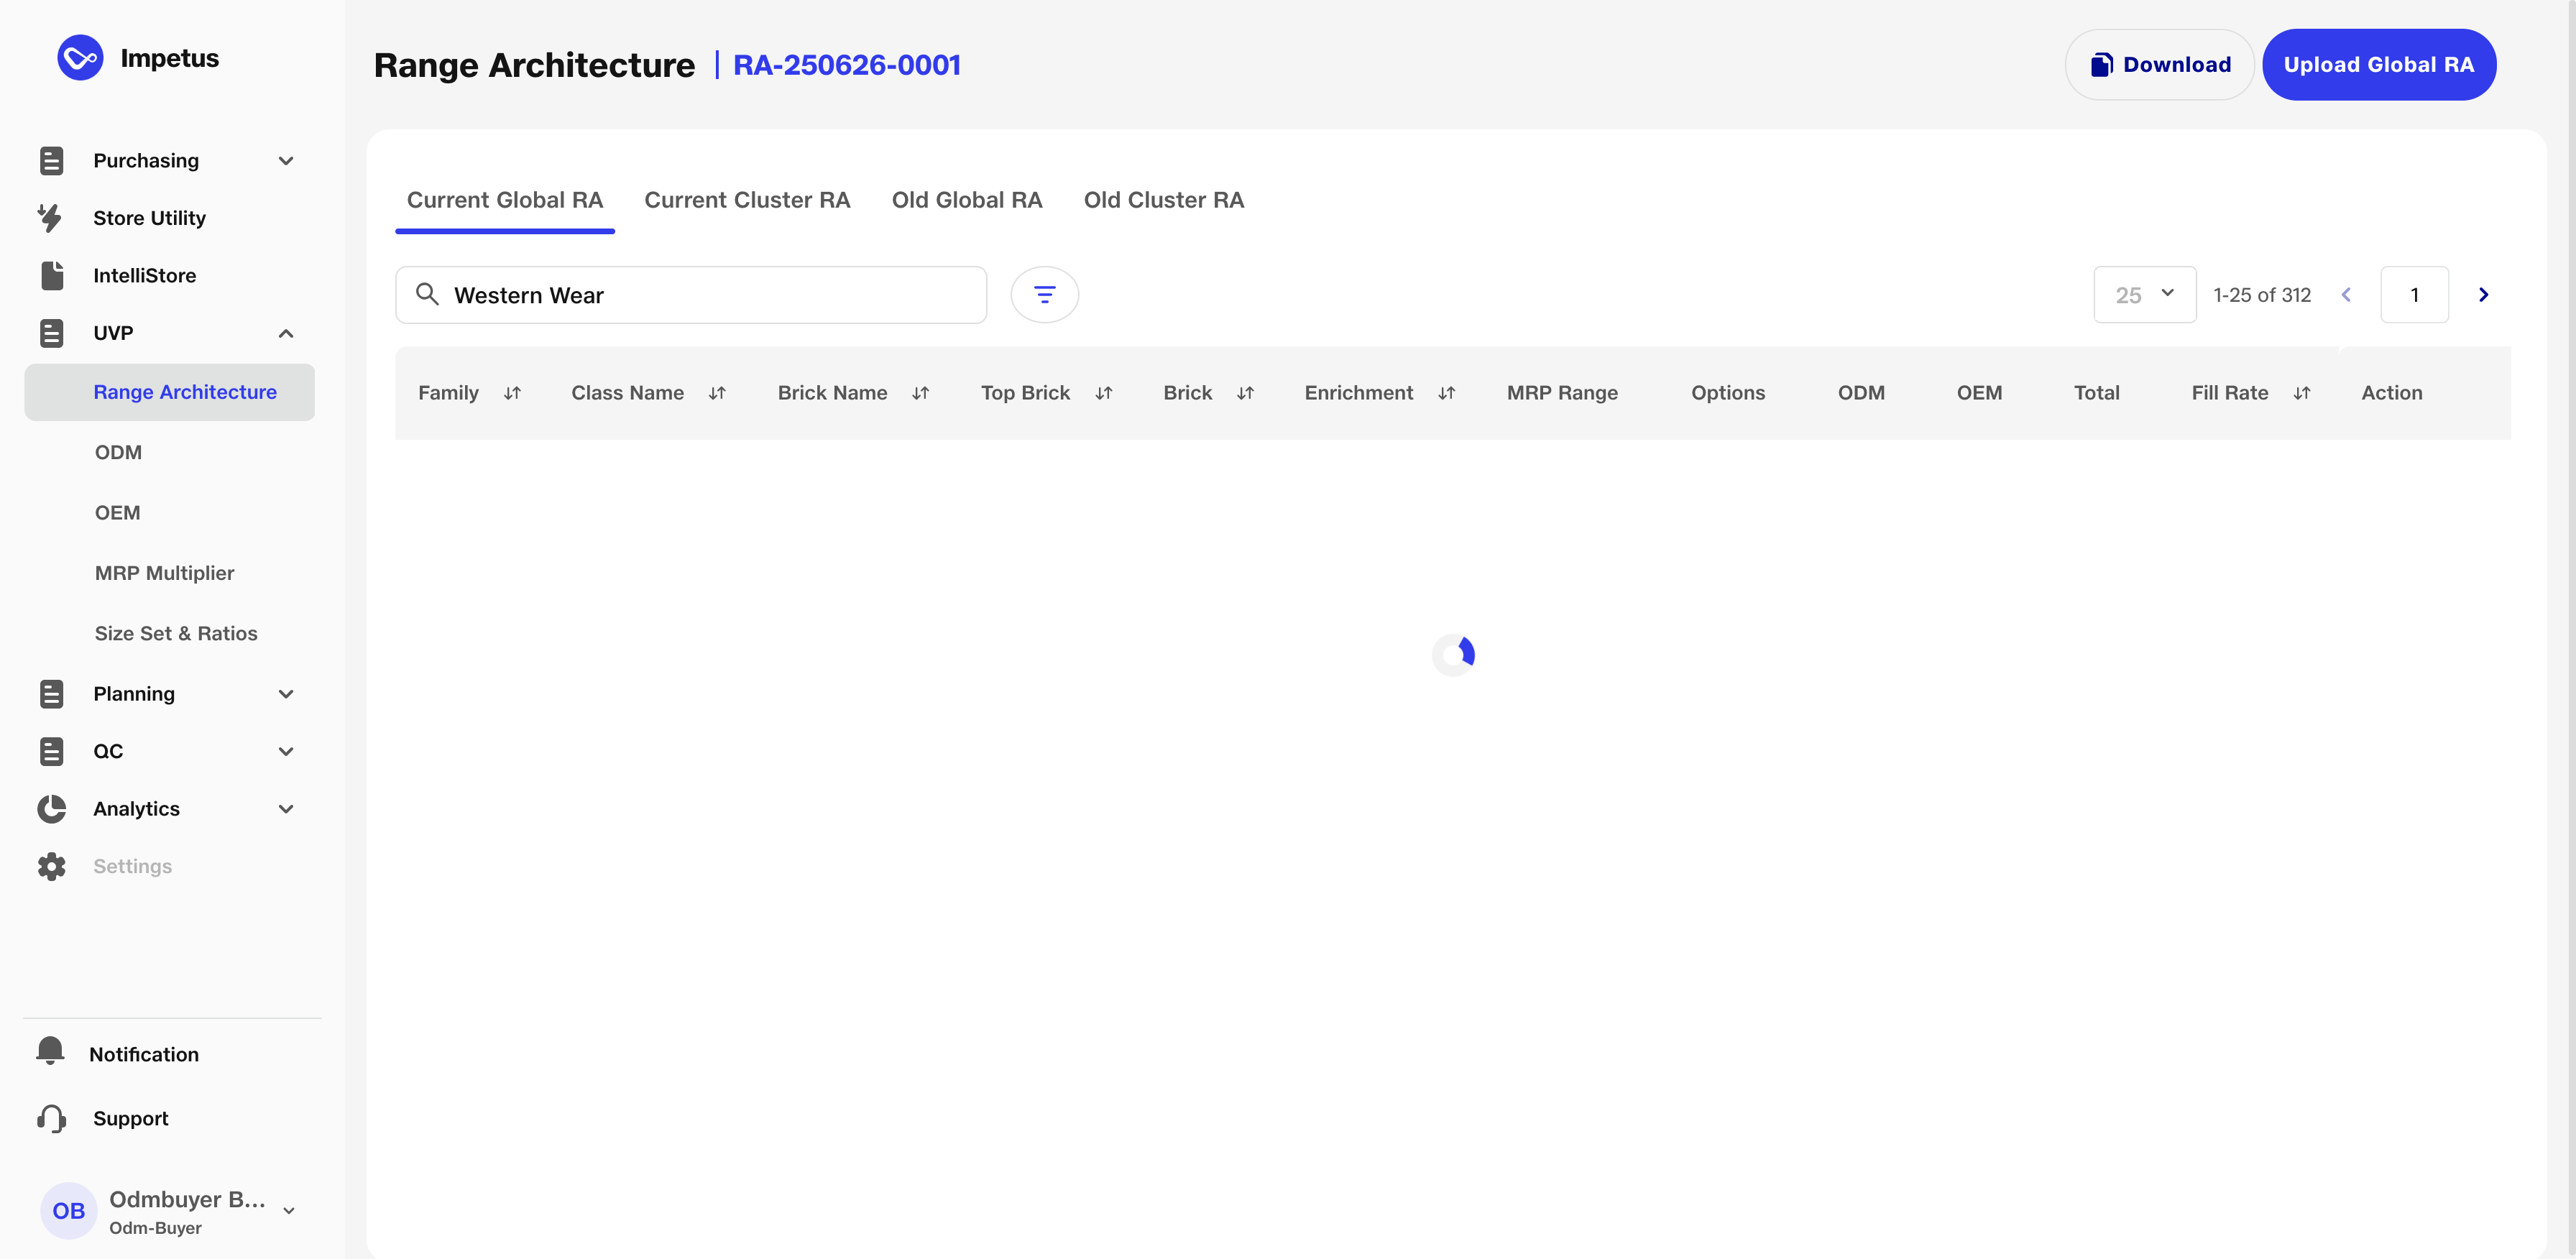 Impetus
Purchasing
Store Utility
IntelliStore
UVP
Range Architecture
ODM
OEM
MRP Multiplier
Size Set & Ratios
Planning
QC
Analytics
Settings
Notification
Support
OB
Odmbuyer B...
Odm-Buyer
Range Architecture | RA-250626-0001
Download
Upload Global RA
Current Global RA Current Cluster RA Old Global RA Old Cluster RA
Western Wear
25 1-25 of 312 1
Family Class Name Brick Name Top Brick Brick Enrichment MRP Range Options ODM OEM Total Fill Rate Action